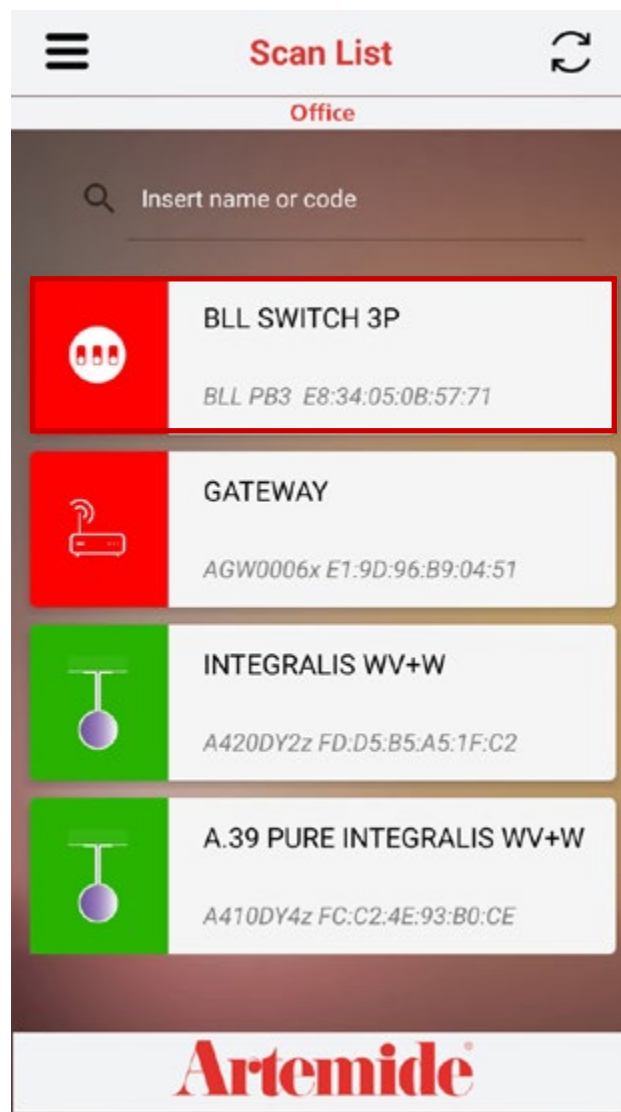 Scan List
Office
Insert name or code
BLL SWITCH 3P
BLL PB3 E8:34:05:0B:57:71
GATEWAY
AGW0006x E1:9D:96:B9:04:51
INTEGRALIS WV+W
A420DY2z FD:D5:B5:A5:1F:C2
A.39 PURE INTEGRALIS WV+W
A410DY4z FC:C2:4E:93:B0:CE
Artemide®